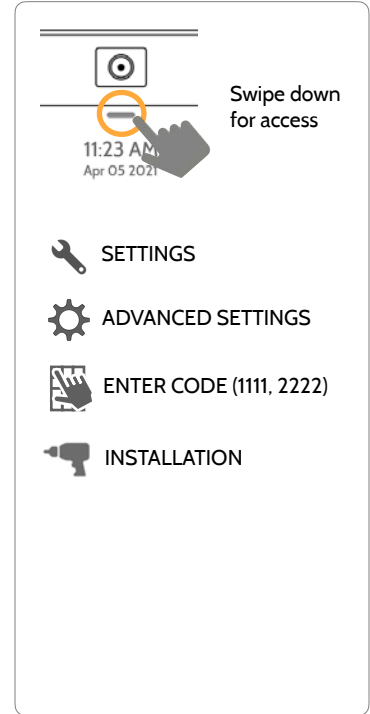 Swipe down
for access
11:23 AM
Apr 05 2021
SETTINGS
ADVANCED SETTINGS
ENTER CODE (1111, 2222)
INSTALLATION